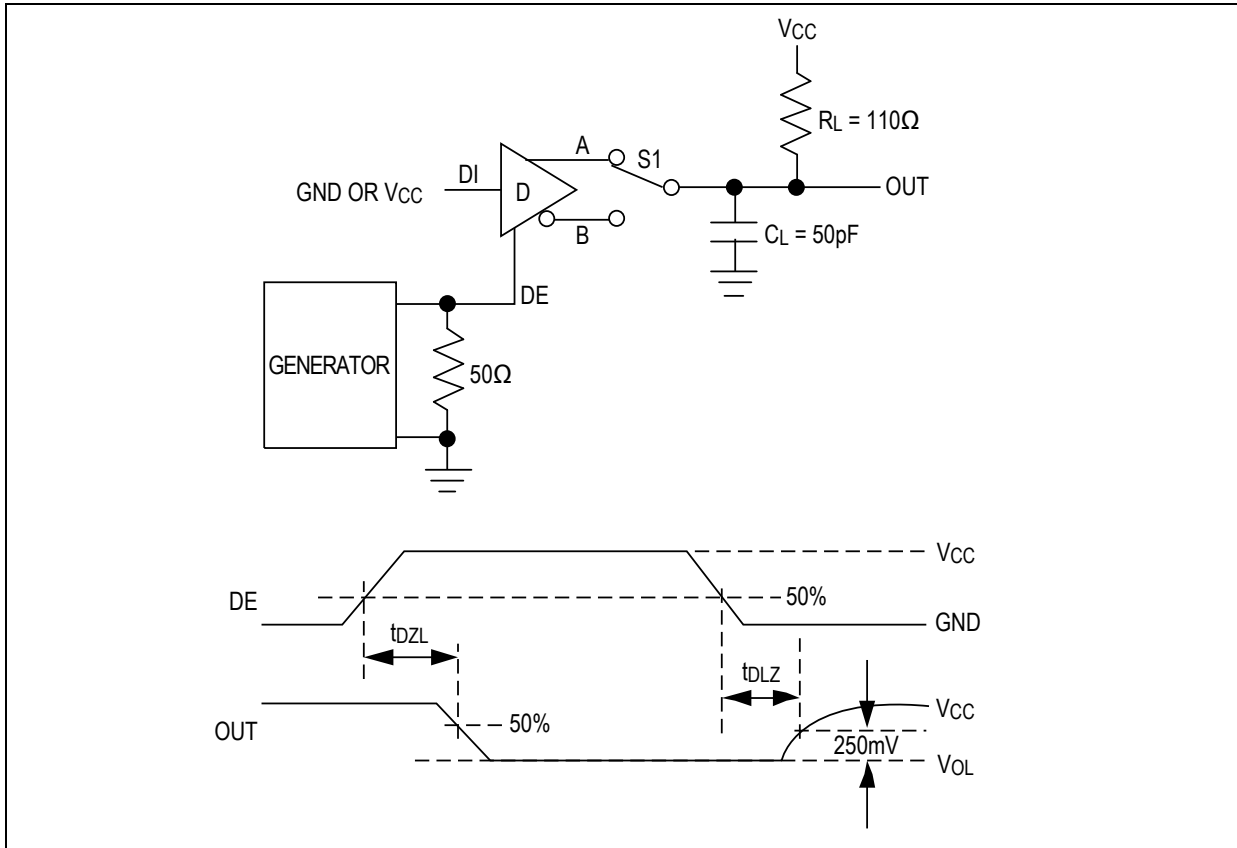 VCC
RL = 110Ω
A
S1
DI
GND OR VCC
D
OUT
B
CL = 50pF
DE
GENERATOR
50Ω
VCC
DE
50%
GND
tDZL
tDLZ
VCC
OUT
50%
250mV
VOL